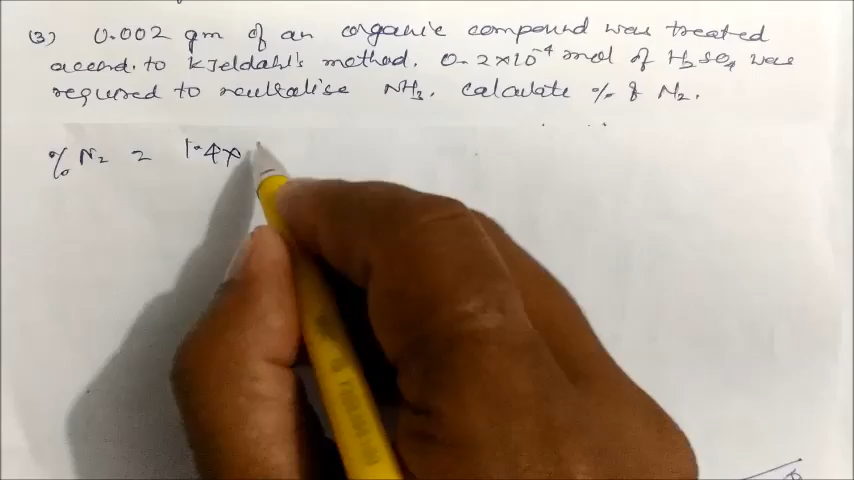 (3) 0.002 gm of an organic compound was treated
accord. to KJeldahl's method. 0.2×10⁻⁴ mol of H₂SO₄ was
required to neutralise NH₃. calculate % of N₂.
% N₂ = 1.4×